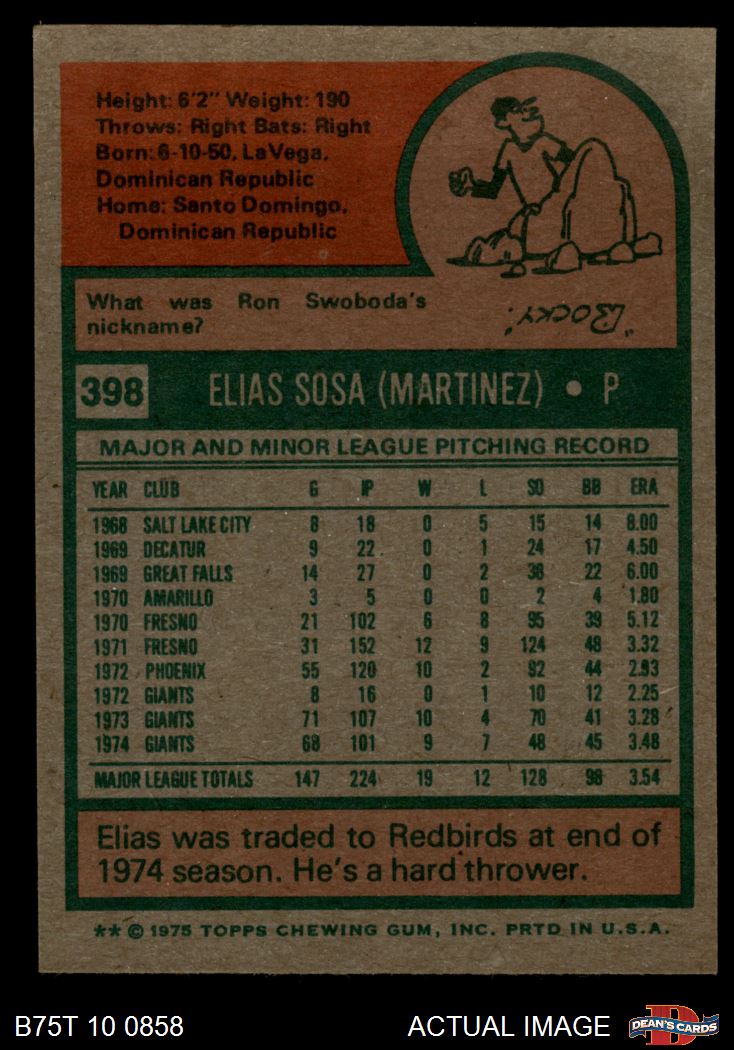 Height: 6'2" Weight: 190
Throws: Right Bats: Right
Born: 6-10-50, LaVega,
Dominican Republic
Home: Santo Domingo,
Dominican Republic
What was Ron Swoboda's
nickname?
"Rocky".
398 ELIAS SOSA (MARTINEZ) • P
MAJOR AND MINOR LEAGUE PITCHING RECORD
YEAR CLUB G IP W L SO BB ERA
1968 SALT LAKE CITY 8 18 0 5 15 14 8.00
1969 DECATUR 9 22 0 1 24 17 4.50
1969 GREAT FALLS 14 27 0 2 38 22 6.00
1970 AMARILLO 3 5 0 0 2 4 1.80
1970 FRESNO 21 102 6 8 95 39 5.12
1971 FRESNO 31 152 12 9 124 48 3.32
1972 PHOENIX 55 120 10 2 92 44 2.93
1972 GIANTS 8 16 0 1 10 12 2.25
1973 GIANTS 71 107 10 4 70 41 3.28
1974 GIANTS 68 101 9 7 48 45 3.48
MAJOR LEAGUE TOTALS 147 224 19 12 128 98 3.54
Elias was traded to Redbirds at end of
1974 season. He's a hard thrower.
** © 1975 TOPPS CHEWING GUM, INC. PRTD IN U.S.A.
B75T 10 0858 ACTUAL IMAGE DEAN'S CARDS